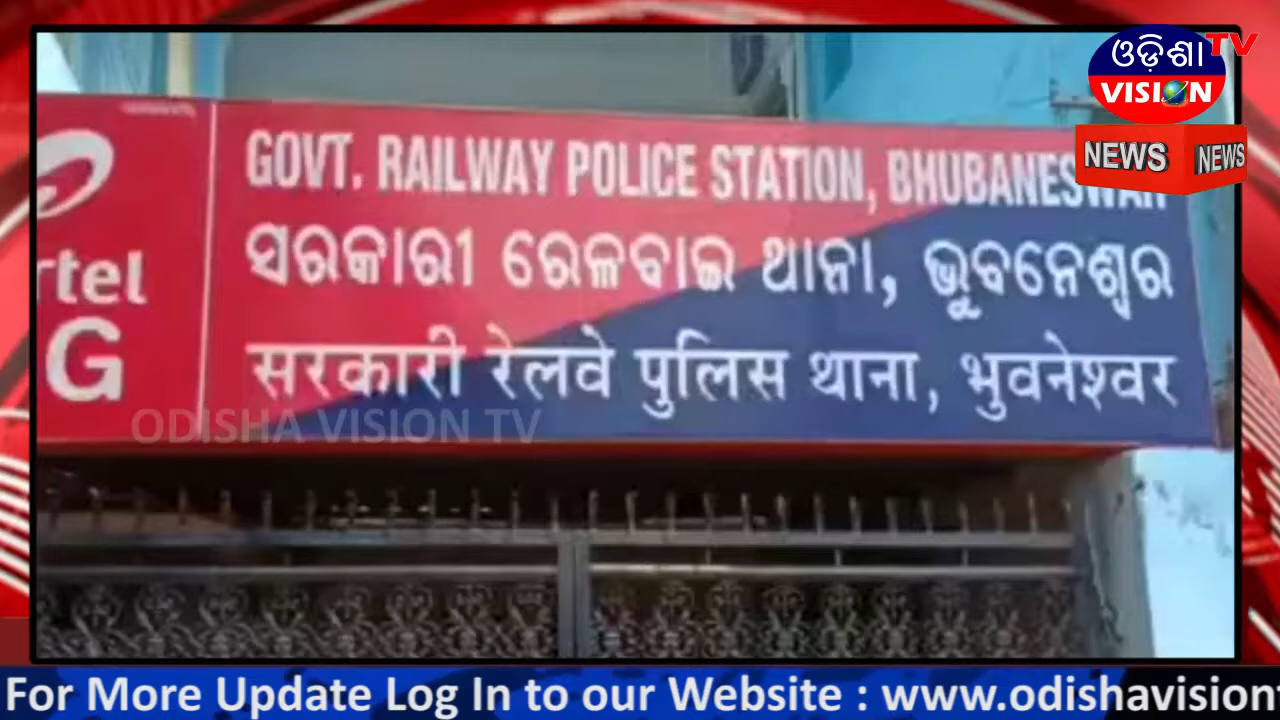 ଓଡ଼ିଶା TV
VISION
NEWS NEWS
GOVT. RAILWAY POLICE STATION, BHUBANESWAR
ସରକାରୀ ରେଳବାଇ ଥାନା, ଭୁବନେଶ୍ୱର
सरकारी रेलवे पुलिस थाना, भुवनेश्वर
rtel
G
ODISHA VISION TV
For More Update Log In to our Website : www.odishavision